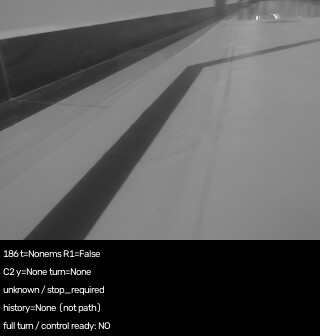 186 t=Nonems R1=False
C2 y=None turn=None
unknown / stop_required
history=None (not path)
full turn / control ready: NO